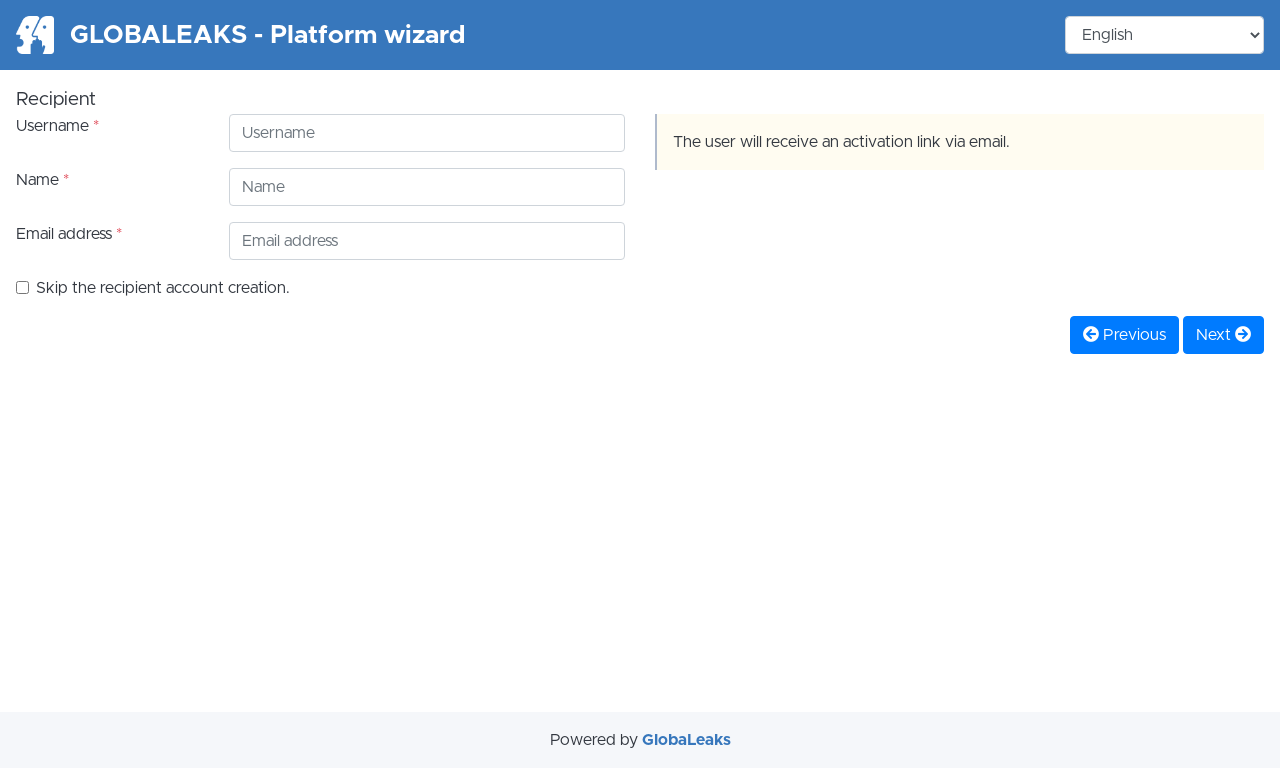 GLOBALEAKS - Platform wizard
English
Recipient
Username *
Username
The user will receive an activation link via email.
Name *
Name
Email address *
Email address
Skip the recipient account creation.
Previous
Next
Powered by GlobaLeaks